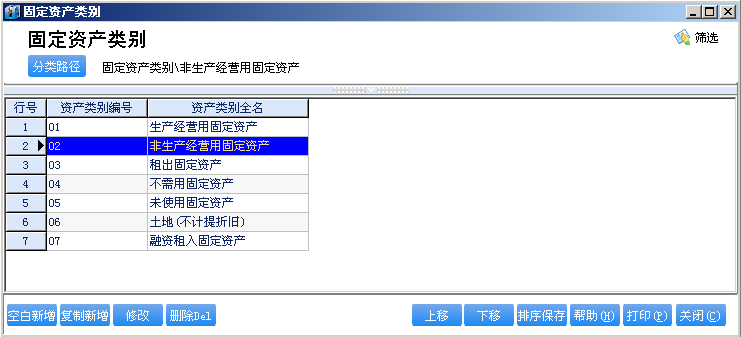 固定资产类别
固定资产类别
筛选
分类路径 固定资产类别\非生产经营用固定资产
行号 资产类别编号 资产类别全名
1 01 生产经营用固定资产
2 02 非生产经营用固定资产
3 03 租出固定资产
4 04 不需用固定资产
5 05 未使用固定资产
6 06 土地(不计提折旧)
7 07 融资租入固定资产
空白新增 复制新增 修改 删除Del 上移 下移 排序保存 帮助(H) 打印(P) 关闭(C)